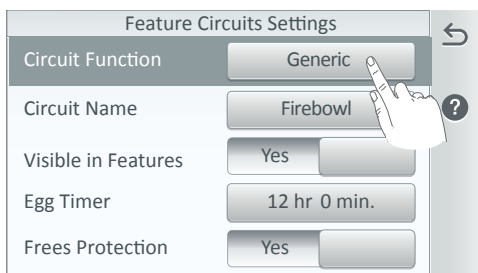 Feature Circuits Settings
Circuit Function Generic
Circuit Name Firebowl
?
Visible in Features Yes
Egg Timer 12 hr 0 min.
Frees Protection Yes